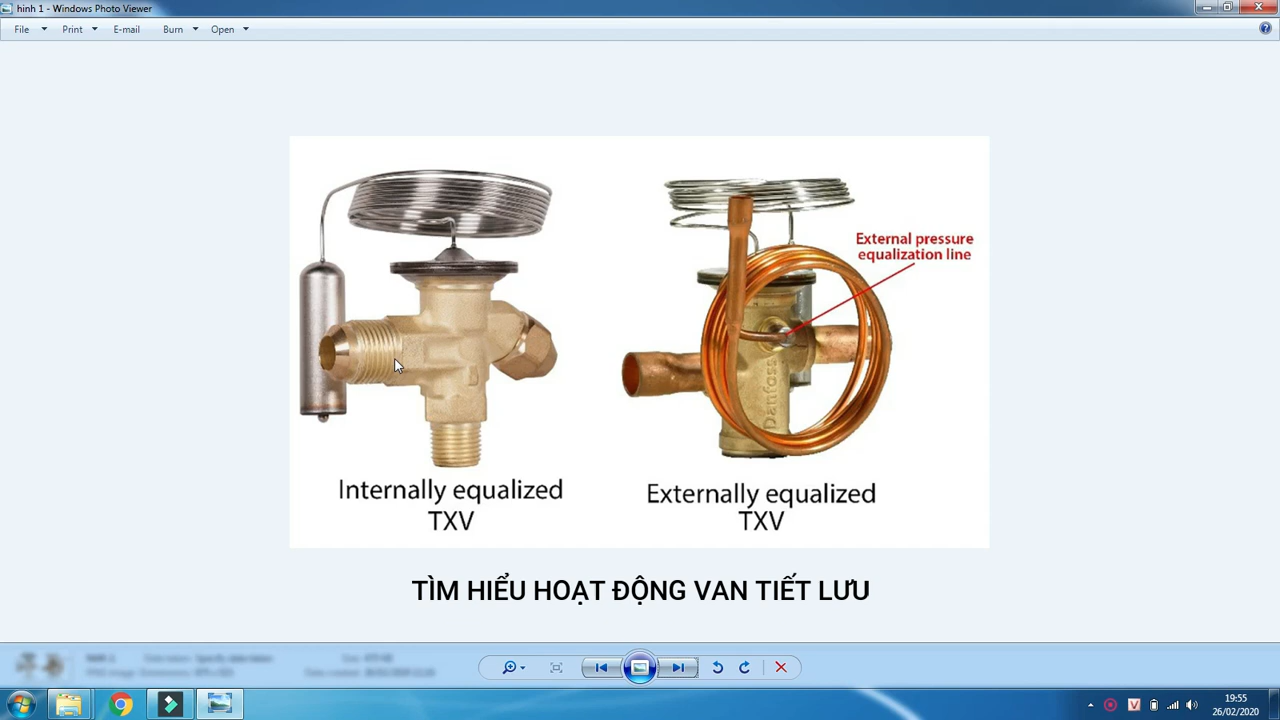 hinh 1 - Windows Photo Viewer
File Print E-mail Burn Open
External pressure
equalization line
Danfoss
Internally equalized
TXV
Externally equalized
TXV
TÌM HIỂU HOẠT ĐỘNG VAN TIẾT LƯU
V
19:55
26/02/2020